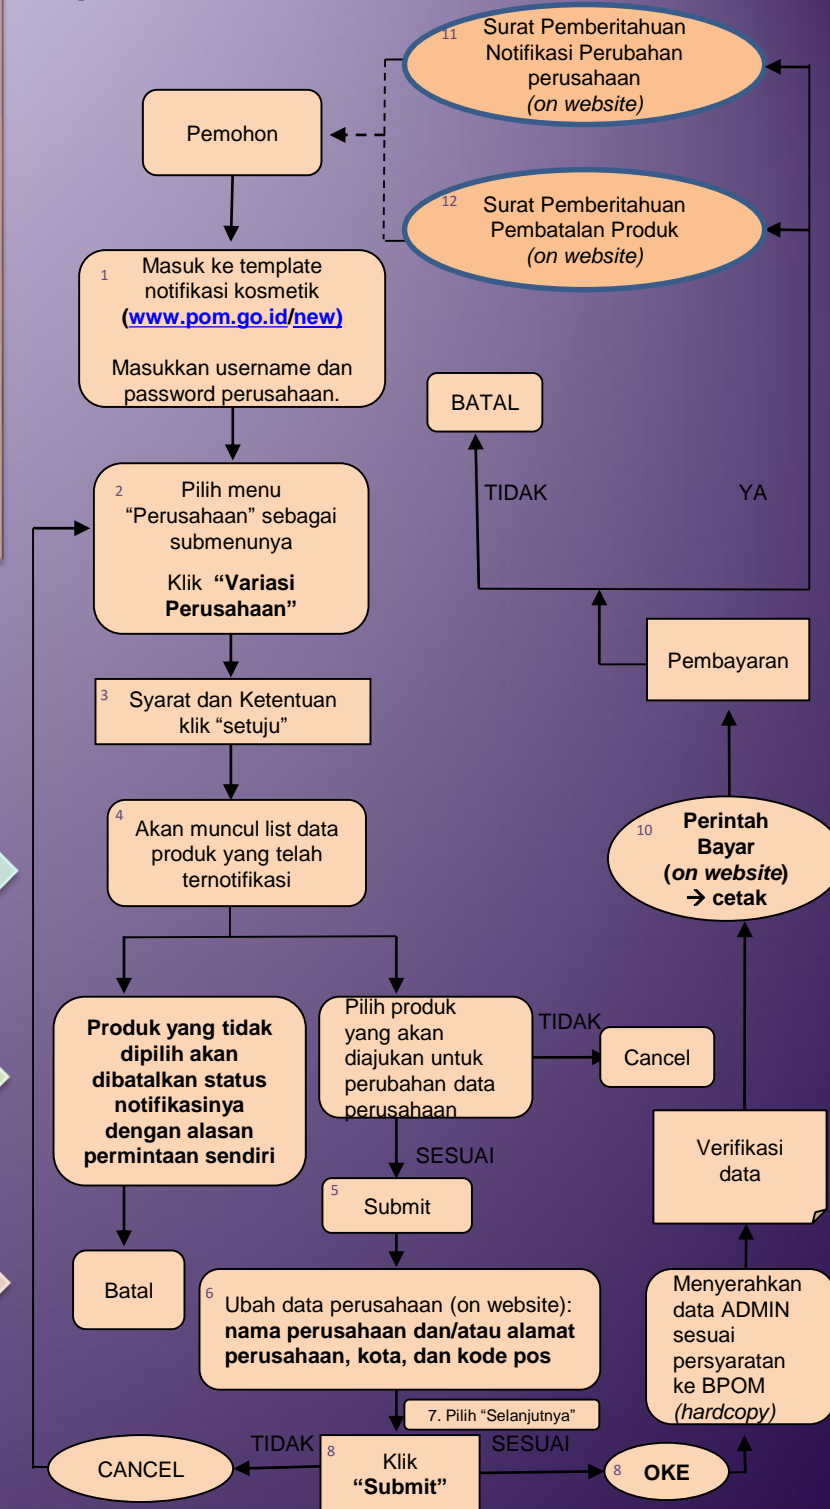 11
Surat Pemberitahuan
Notifikasi Perubahan
perusahaan
(on website)
Pemohon
12
Surat Pemberitahuan
Pembatalan Produk
(on website)
1
Masuk ke template
notifikasi kosmetik
(www.pom.go.id/new)
Masukkan username dan
password perusahaan.
BATAL
TIDAK
YA
2
Pilih menu
“Perusahaan” sebagai
submenunya
Klik “Variasi
Perusahaan”
Pembayaran
3
Syarat dan Ketentuan
klik “setuju”
4
Akan muncul list data
produk yang telah
ternotifikasi
10
Perintah
Bayar
(on website)
→ cetak
Produk yang tidak
dipilih akan
dibatalkan status
notifikasinya
dengan alasan
permintaan sendiri
Pilih produk
yang akan
diajukan untuk
perubahan data
perusahaan
TIDAK
Cancel
SESUAI
Verifikasi
data
5
Submit
Batal
6
Ubah data perusahaan (on website):
nama perusahaan dan/atau alamat
perusahaan, kota, dan kode pos
Menyerahkan
data ADMIN
sesuai
persyaratan
ke BPOM
(hardcopy)
7. Pilih “Selanjutnya”
TIDAK
SESUAI
CANCEL
8
Klik
“Submit”
8
OKE